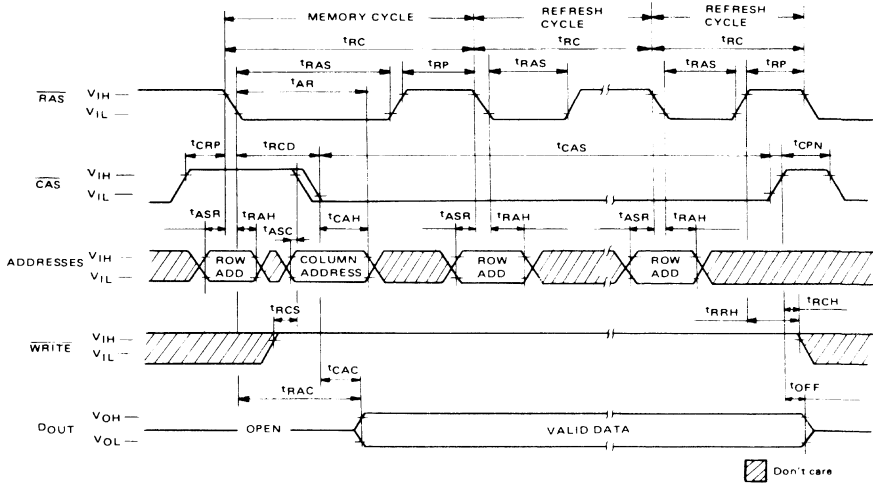 MEMORY CYCLE
REFRESH CYCLE
REFRESH CYCLE
tRC
tRC
tRC
tRAS
tRP
tRAS
tRAS
tRP
tAR
RAS
VIH
VIL
tCRP
tRCD
tCAS
tCPN
CAS
VIH
VIL
tASR
tRAH
tASC
tCAH
tASR
tRAH
tASR
tRAH
ADDRESSES
VIH
VIL
ROW ADD
COLUMN ADDRESS
ROW ADD
ROW ADD
tRCS
tRRH
tRCH
WRITE
VIH
VIL
tCAC
tRAC
tOFF
DOUT
VOH
VOL
OPEN
VALID DATA
Don't care